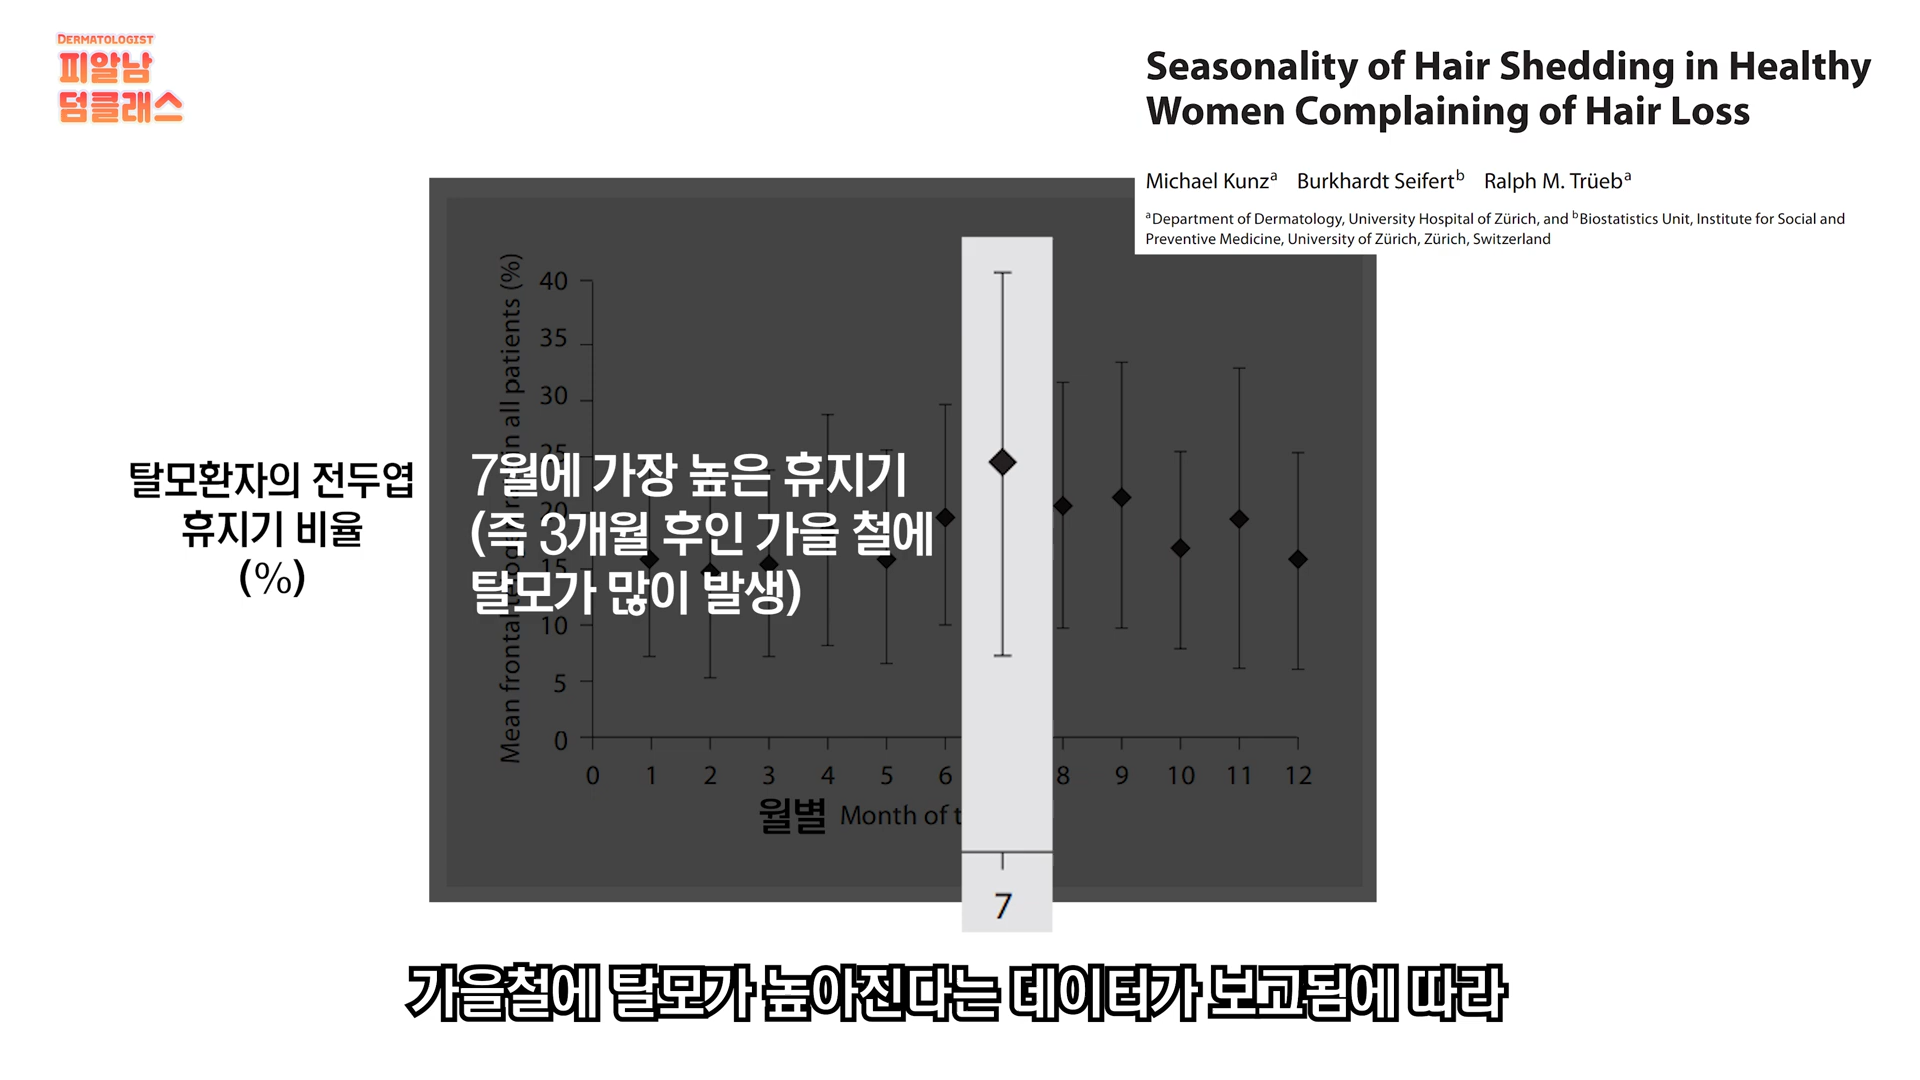 DERMATOLOGIST
피알남
덤클래스
Seasonality of Hair Shedding in Healthy
Women Complaining of Hair Loss
Michael Kunzᵃ Burkhardt Seifertᵇ Ralph M. Trüebᵃ
ᵃDepartment of Dermatology, University Hospital of Zürich, and ᵇBiostatistics Unit, Institute for Social and
Preventive Medicine, University of Zürich, Zürich, Switzerland
탈모환자의 전두엽
휴지기 비율
(%)
Mean frontal in all patients (%)
40
35
30
25
20
15
10
5
0
7월에 가장 높은 휴지기
(즉 3개월 후인 가을 철에
탈모가 많이 발생)
0 1 2 3 4 5 6 8 9 10 11 12
월별 Month of t
7
가을철에 탈모가 높아진다는 데이터가 보고됨에 따라